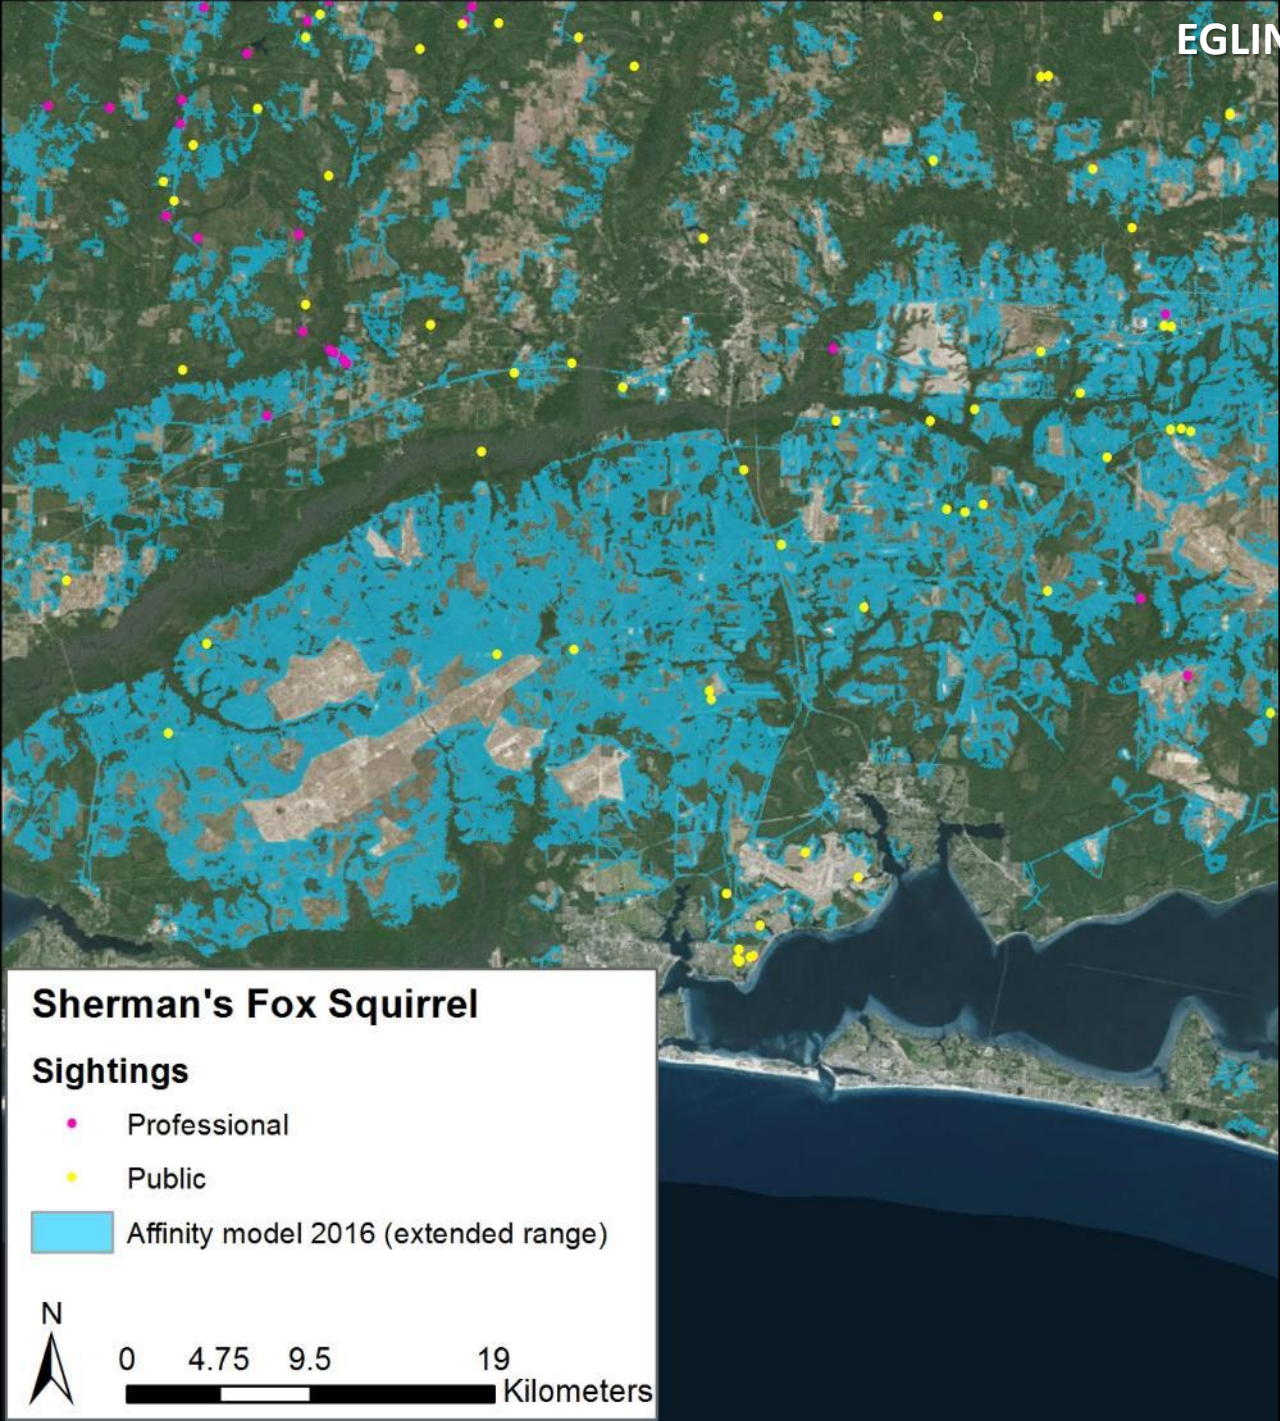 EGLIN
Sherman's Fox Squirrel
Sightings
Professional
Public
Affinity model 2016 (extended range)
N
0 4.75 9.5 19
Kilometers